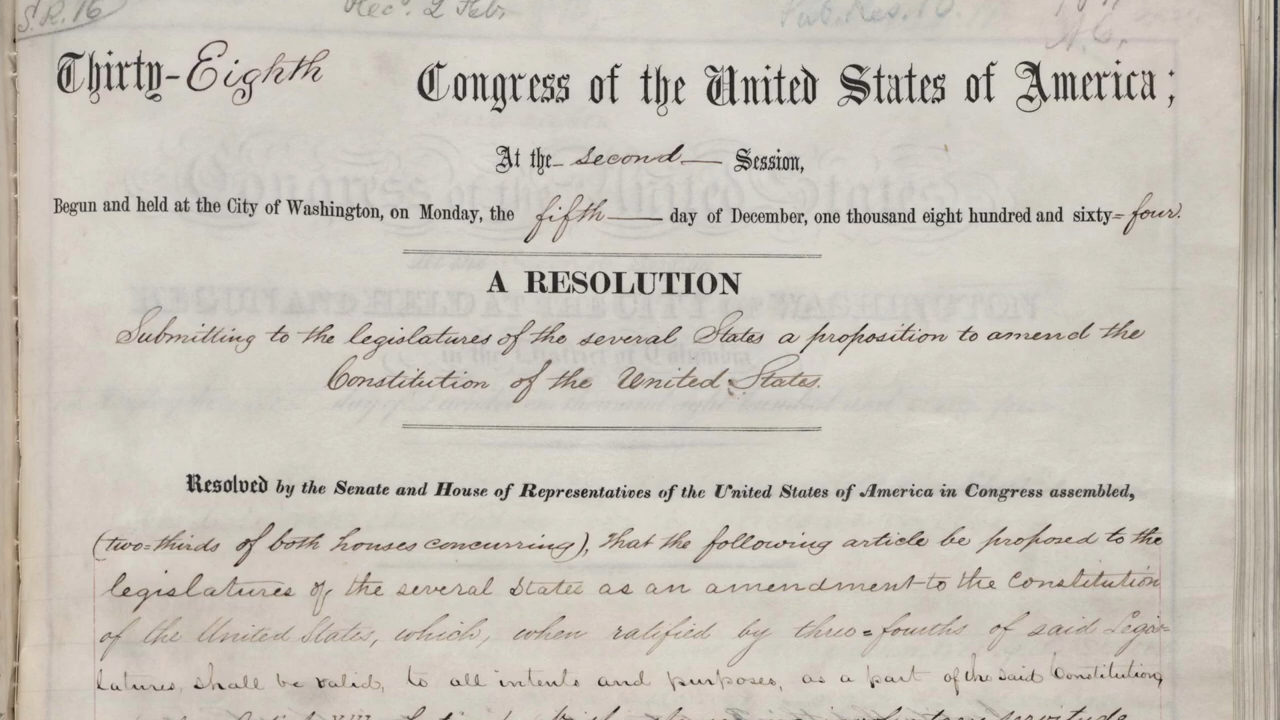 S.R. 16
Thirty-Eighth Congress of the United States of America;
At the second Session,
Begun and held at the City of Washington, on Monday, the fifth day of December, one thousand eight hundred and sixty=four.
A RESOLUTION
Submitting to the legislatures of the several States a proposition to amend the
Constitution of the United States.
Resolved by the Senate and House of Representatives of the United States of America in Congress assembled,
(two=thirds of both houses concurring), that the following article be proposed to the
legislatures of the several States as an amendment to the Constitution
of the United States, which, when ratified by three=fourths of said Legis=
latures, shall be valid, to all intents and purposes, as a part of the said Constitution,
involuntary servitude